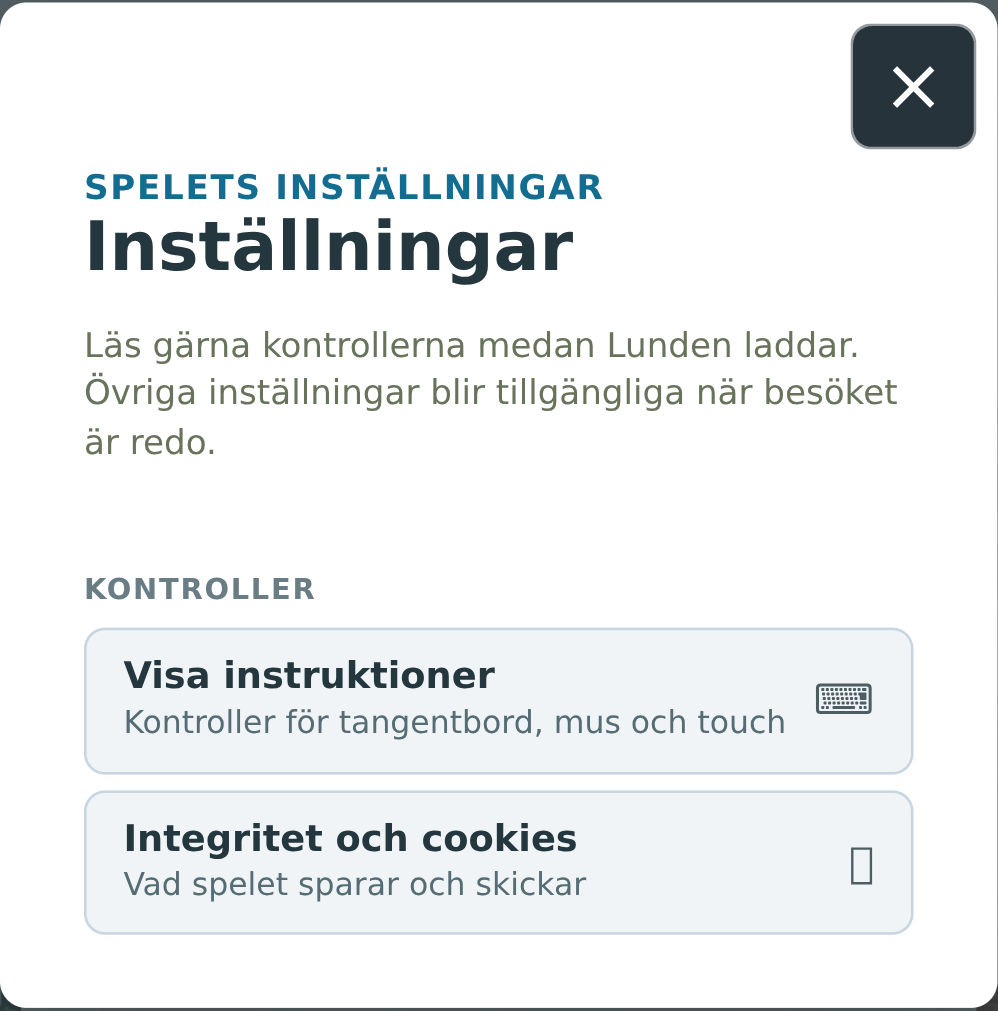 SPELETS INSTÄLLNINGAR
Inställningar
Läs gärna kontrollerna medan Lunden laddar.
Övriga inställningar blir tillgängliga när besöket
är redo.
KONTROLLER
Visa instruktioner
Kontroller för tangentbord, mus och touch
Integritet och cookies
Vad spelet sparar och skickar